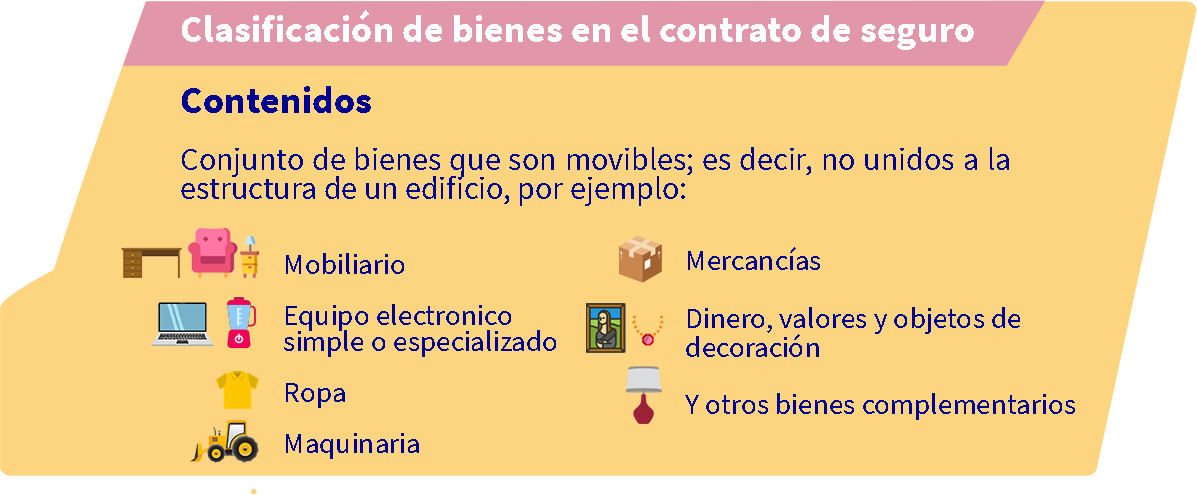 Clasificación de bienes en el contrato de seguro
Contenidos
Conjunto de bienes que son movibles; es decir, no unidos a la
estructura de un edificio, por ejemplo:
Mobiliario
Equipo electronico
simple o especializado
Ropa
Maquinaria
Mercancías
Dinero, valores y objetos de
decoración
Y otros bienes complementarios